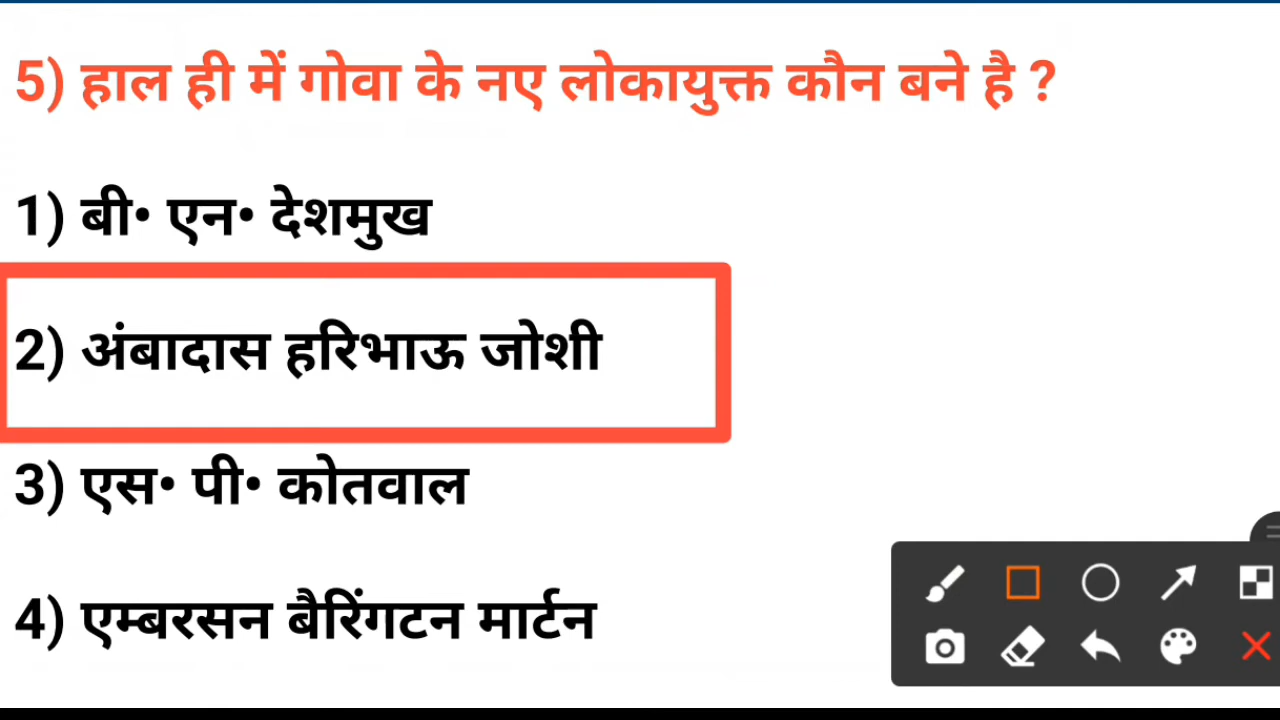 5) हाल ही में गोवा के नए लोकायुक्त कौन बने है ?
1) बी• एन• देशमुख
2) अंबादास हरिभाऊ जोशी
3) एस• पी• कोतवाल
4) एम्बरसन बैरिंगटन मार्टन